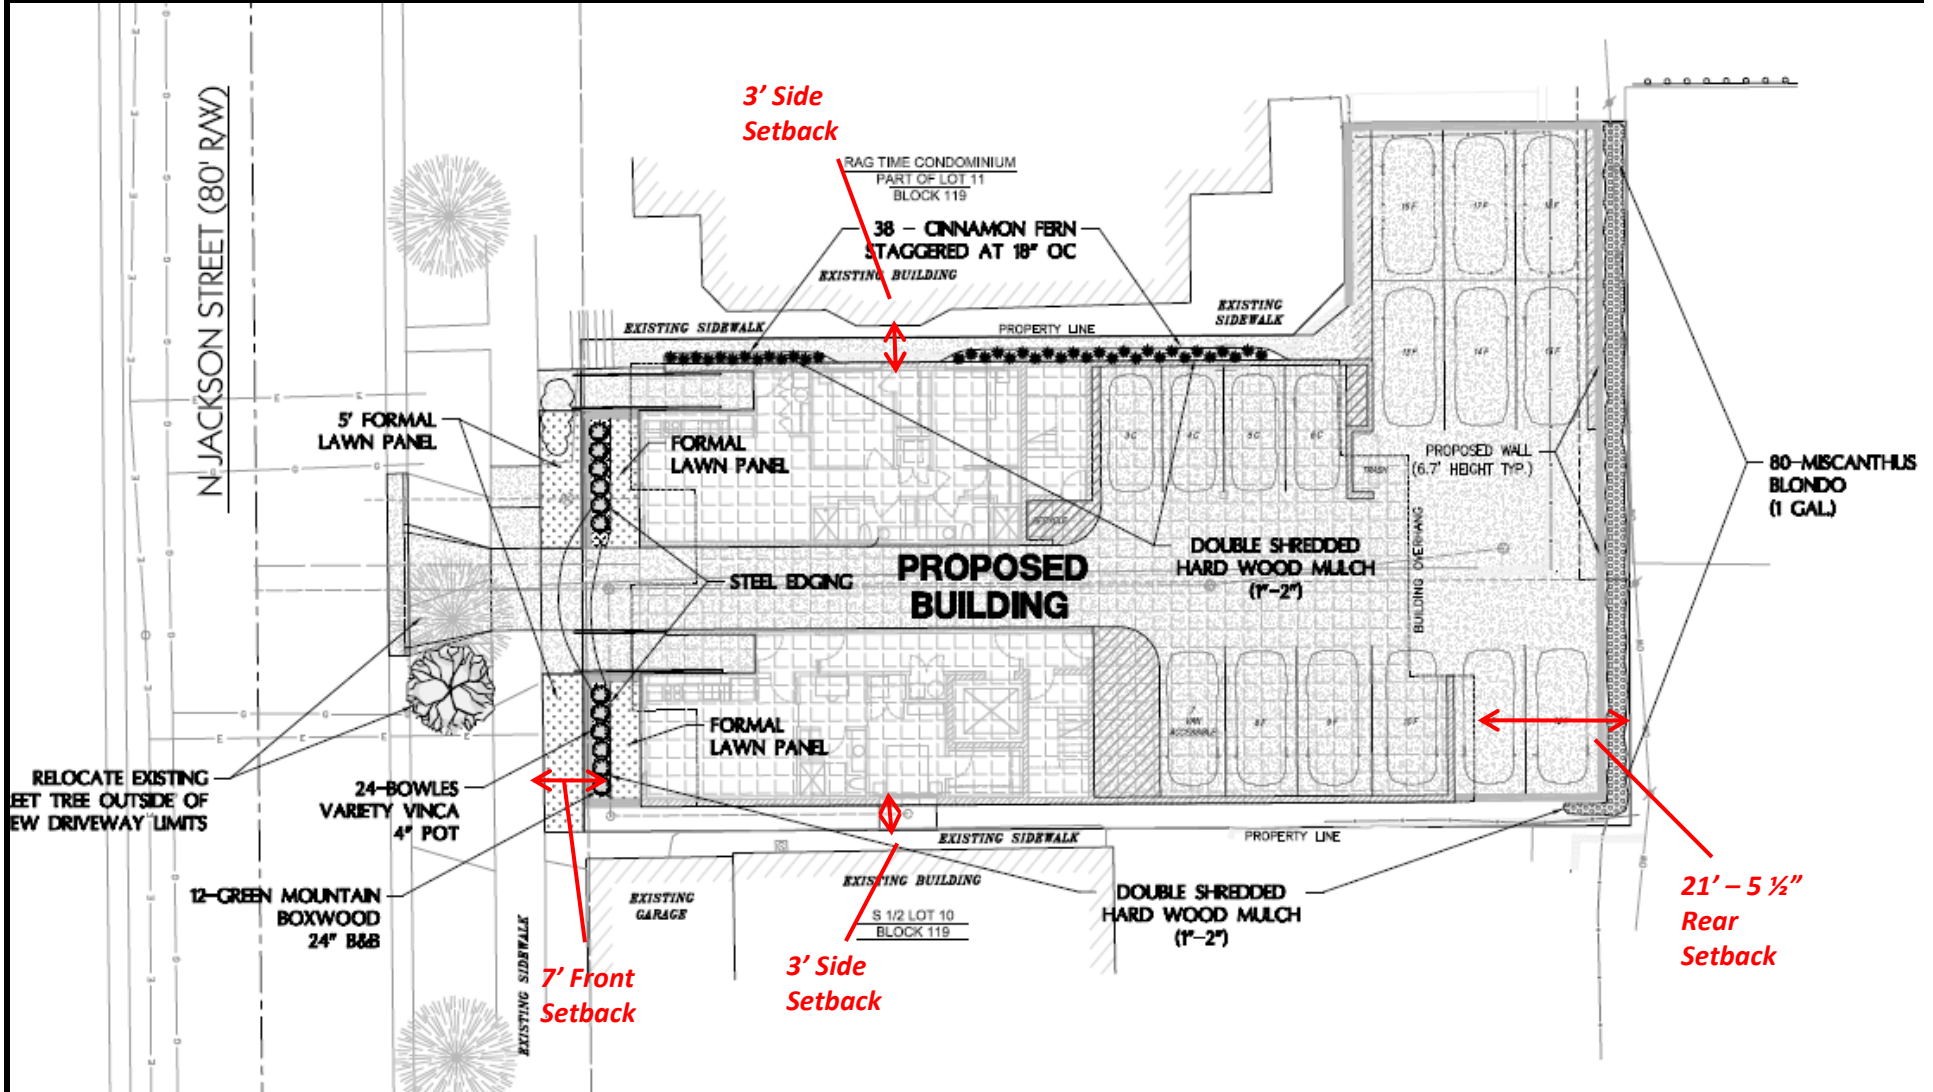 3' Side
Setback
N. JACKSON STREET (80' R/W)
RAG TIME CONDOMINIUM
PART OF LOT 11
BLOCK 119
38 - CINNAMON FERN
STAGGERED AT 18" OC
EXISTING BUILDING
EXISTING
SIDEWALK
EXISTING SIDEWALK
PROPERTY LINE
5' FORMAL
LAWN PANEL
FORMAL
LAWN PANEL
PROPOSED WALL
(6.7' HEIGHT TYP.)
TRASH
80-MISCANTHUS
BLONDO
(1 GAL.)
BUILDING OVERHANG
DOUBLE SHREDDED
HARD WOOD MULCH
(1"-2")
STEEL EDGING
PROPOSED
BUILDING
FORMAL
LAWN PANEL
7
VAN
ACCESSIBLE
RELOCATE EXISTING
EET TREE OUTSIDE OF
EW DRIVEWAY LIMITS
24-BOWLES
VARIETY VINCA
4" POT
12-GREEN MOUNTAIN
BOXWOOD
24" B&B
EXISTING SIDEWALK
PROPERTY LINE
EXISTING BUILDING
EXISTING
GARAGE
S 1/2 LOT 10
BLOCK 119
DOUBLE SHREDDED
HARD WOOD MULCH
(1"-2")
21' – 5 ½"
Rear
Setback
EXISTING SIDEWALK
7' Front
Setback
3' Side
Setback